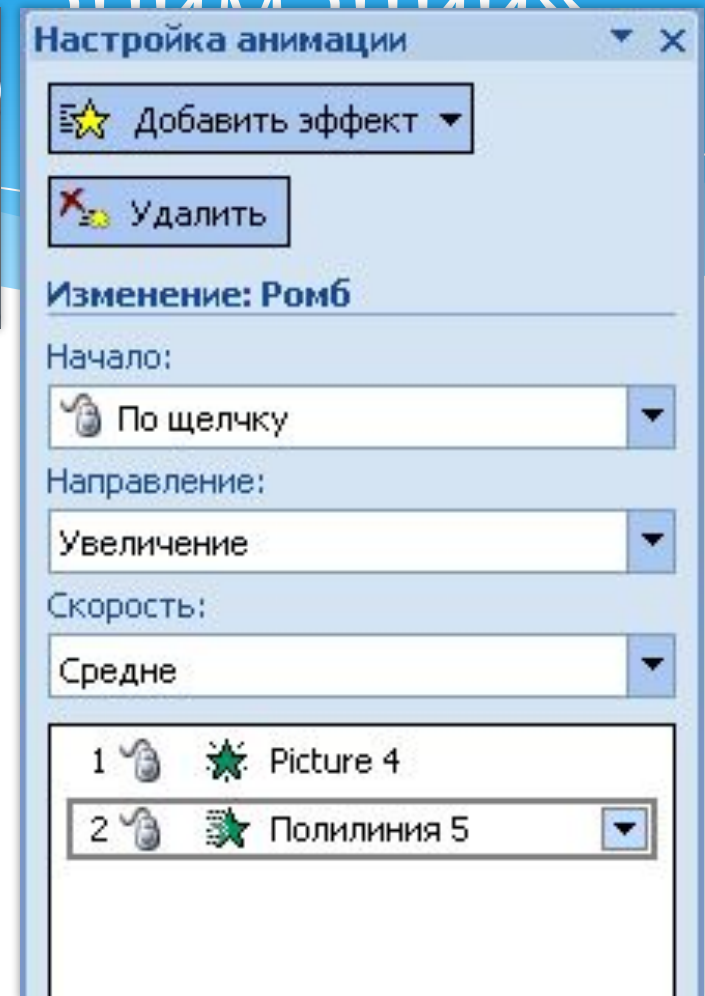 Настройка анимации
Добавить эффект
Удалить
Изменение: Ромб
Начало:
По щелчку
Направление:
Увеличение
Скорость:
Средне
1 Picture 4
2 Полилиния 5